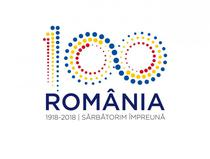 100
ROMÂNIA
1918-2018 | SĂRBĂTORIM ÎMPREUNĂ